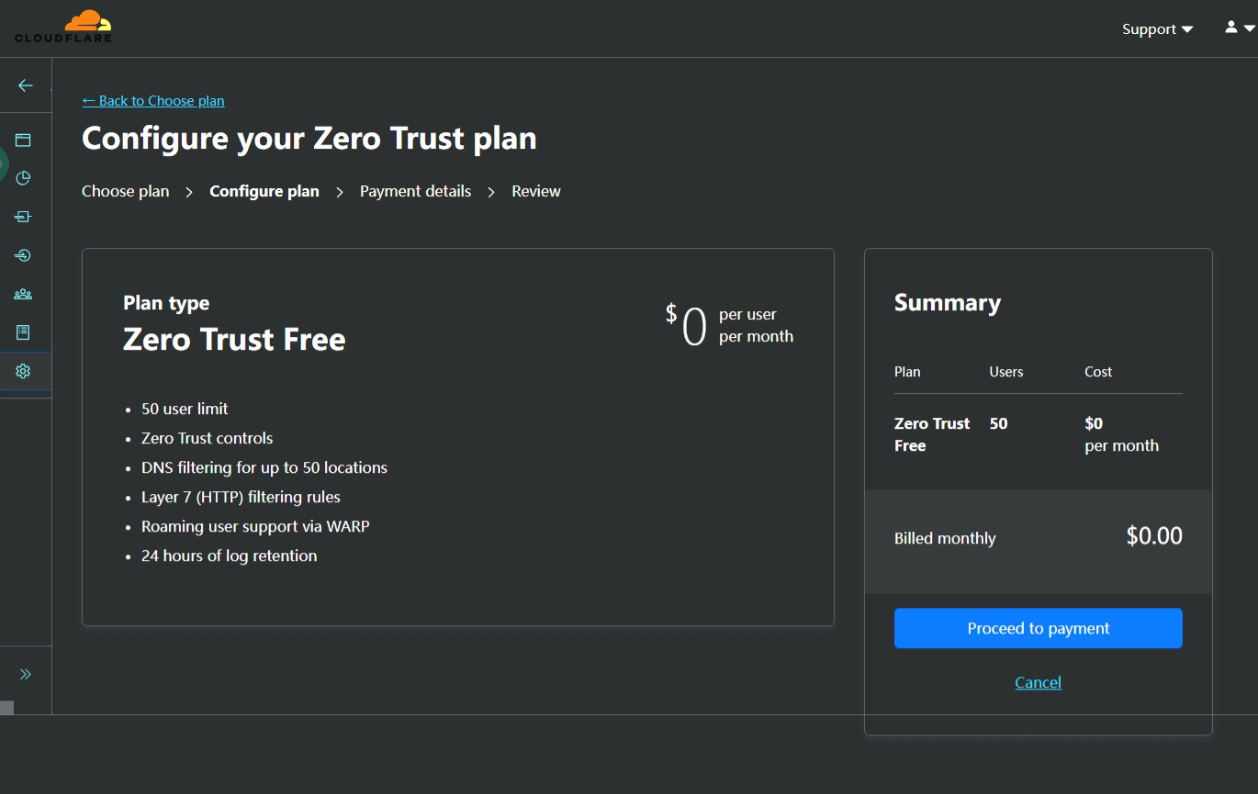 CLOUDFLARE
Support
← Back to Choose plan
Configure your Zero Trust plan
Choose plan > Configure plan > Payment details > Review
Plan type
Zero Trust Free
$0 per user
per month
• 50 user limit
• Zero Trust controls
• DNS filtering for up to 50 locations
• Layer 7 (HTTP) filtering rules
• Roaming user support via WARP
• 24 hours of log retention
Summary
Plan Users Cost
Zero Trust 50 $0
Free per month
Billed monthly $0.00
Proceed to payment
Cancel